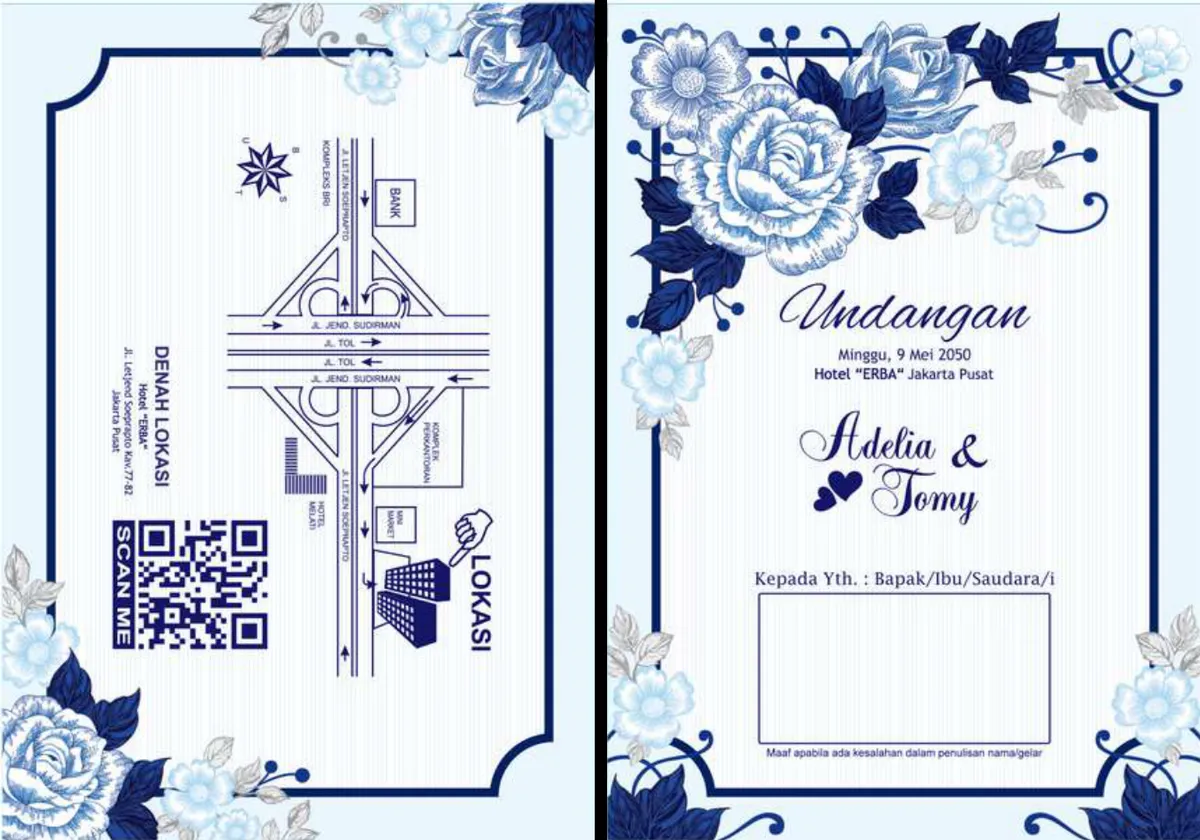 U
B
T
S
KOMPLEKS BRI
JL. LETJEN SOEPRAPTO
BANK
JL. JEND. SUDIRMAN
JL. TOL
JL. TOL
JL. JEND. SUDIRMAN
KOMPLEK
PERKANTORAN
HOTEL
MELATI
JL. LETJEN SOEPRAPTO
MINI
MARKET
LOKASI
DENAH LOKASI
Hotel "ERBA"
Jl. Letjend Soeprapto Kav.77-82
Jakarta Pusat
SCAN ME
Undangan
Minggu, 9 Mei 2050
Hotel “ERBA“ Jakarta Pusat
Adelia &
Tomy
Kepada Yth. : Bapak/Ibu/Saudara/i
Maaf apabila ada kesalahan dalam penulisan nama/gelar